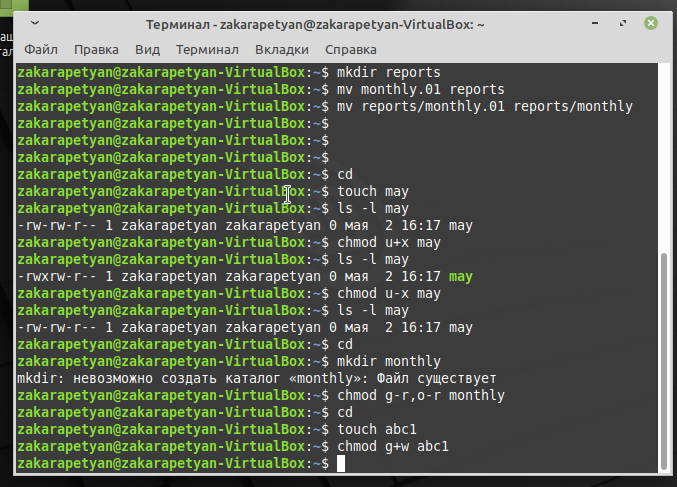 Терминал - zakarapetyan@zakarapetyan-VirtualBox: ~
Файл Правка Вид Терминал Вкладки Справка
zakarapetyan@zakarapetyan-VirtualBox:~$ mkdir reports
zakarapetyan@zakarapetyan-VirtualBox:~$ mv monthly.01 reports
zakarapetyan@zakarapetyan-VirtualBox:~$ mv reports/monthly.01 reports/monthly
zakarapetyan@zakarapetyan-VirtualBox:~$
zakarapetyan@zakarapetyan-VirtualBox:~$
zakarapetyan@zakarapetyan-VirtualBox:~$
zakarapetyan@zakarapetyan-VirtualBox:~$ cd
zakarapetyan@zakarapetyan-VirtualBox:~$ touch may
zakarapetyan@zakarapetyan-VirtualBox:~$ ls -l may
-rw-rw-r-- 1 zakarapetyan zakarapetyan 0 мая  2 16:17 may
zakarapetyan@zakarapetyan-VirtualBox:~$ chmod u+x may
zakarapetyan@zakarapetyan-VirtualBox:~$ ls -l may
-rwxrw-r-- 1 zakarapetyan zakarapetyan 0 мая  2 16:17 may
zakarapetyan@zakarapetyan-VirtualBox:~$ chmod u-x may
zakarapetyan@zakarapetyan-VirtualBox:~$ ls -l may
-rw-rw-r-- 1 zakarapetyan zakarapetyan 0 мая  2 16:17 may
zakarapetyan@zakarapetyan-VirtualBox:~$ cd
zakarapetyan@zakarapetyan-VirtualBox:~$ mkdir monthly
mkdir: невозможно создать каталог «monthly»: Файл существует
zakarapetyan@zakarapetyan-VirtualBox:~$ chmod g-r,o-r monthly
zakarapetyan@zakarapetyan-VirtualBox:~$ cd
zakarapetyan@zakarapetyan-VirtualBox:~$ touch abc1
zakarapetyan@zakarapetyan-VirtualBox:~$ chmod g+w abc1
zakarapetyan@zakarapetyan-VirtualBox:~$